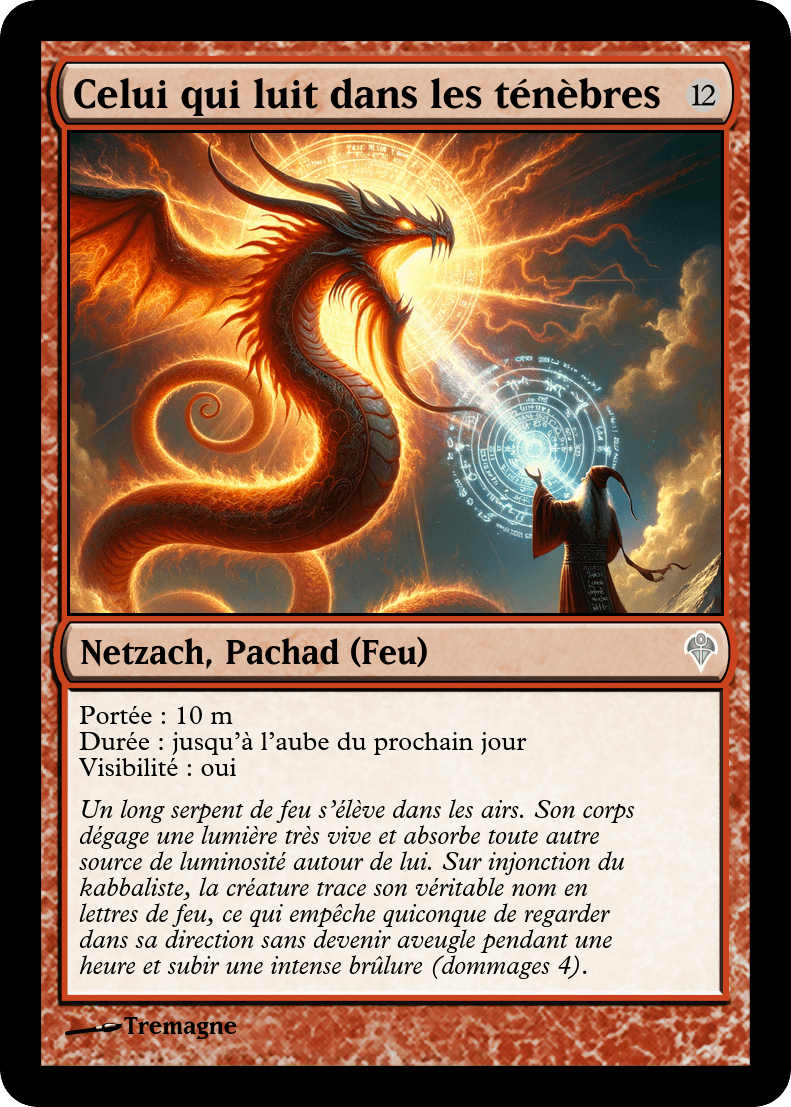 Celui qui luit dans les ténèbres 12
Netzach, Pachad (Feu)
Portée : 10 m
Durée : jusqu’à l’aube du prochain jour
Visibilité : oui
Un long serpent de feu s’élève dans les airs. Son corps
dégage une lumière très vive et absorbe toute autre
source de luminosité autour de lui. Sur injonction du
kabbaliste, la créature trace son véritable nom en
lettres de feu, ce qui empêche quiconque de regarder
dans sa direction sans devenir aveugle pendant une
heure et subir une intense brûlure (dommages 4).
Tremagne